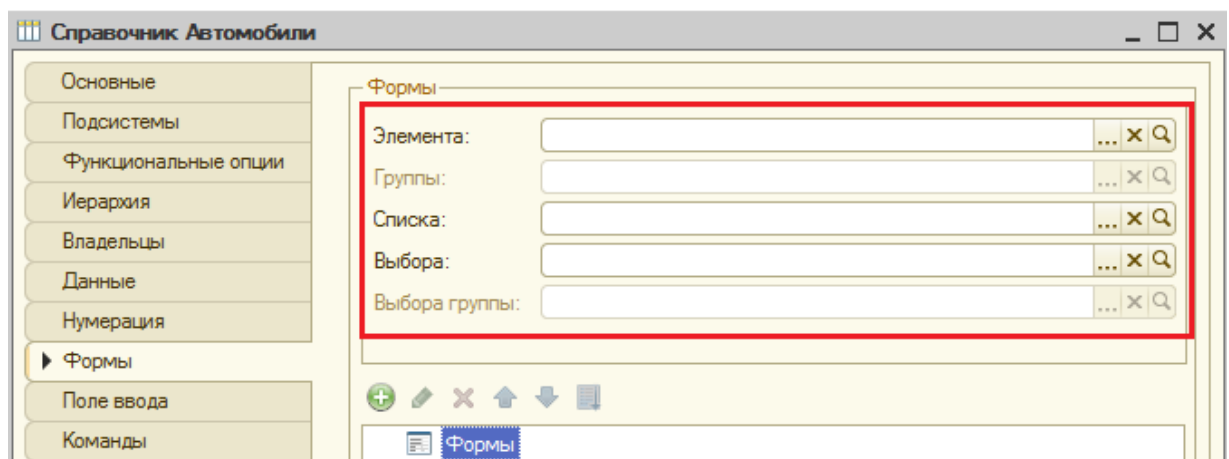 Справочник Автомобили
Основные
Подсистемы
Функциональные опции
Иерархия
Владельцы
Данные
Нумерация
Формы
Поле ввода
Команды
Формы
Элемента:
Группы:
Списка:
Выбора:
Выбора группы:
Формы